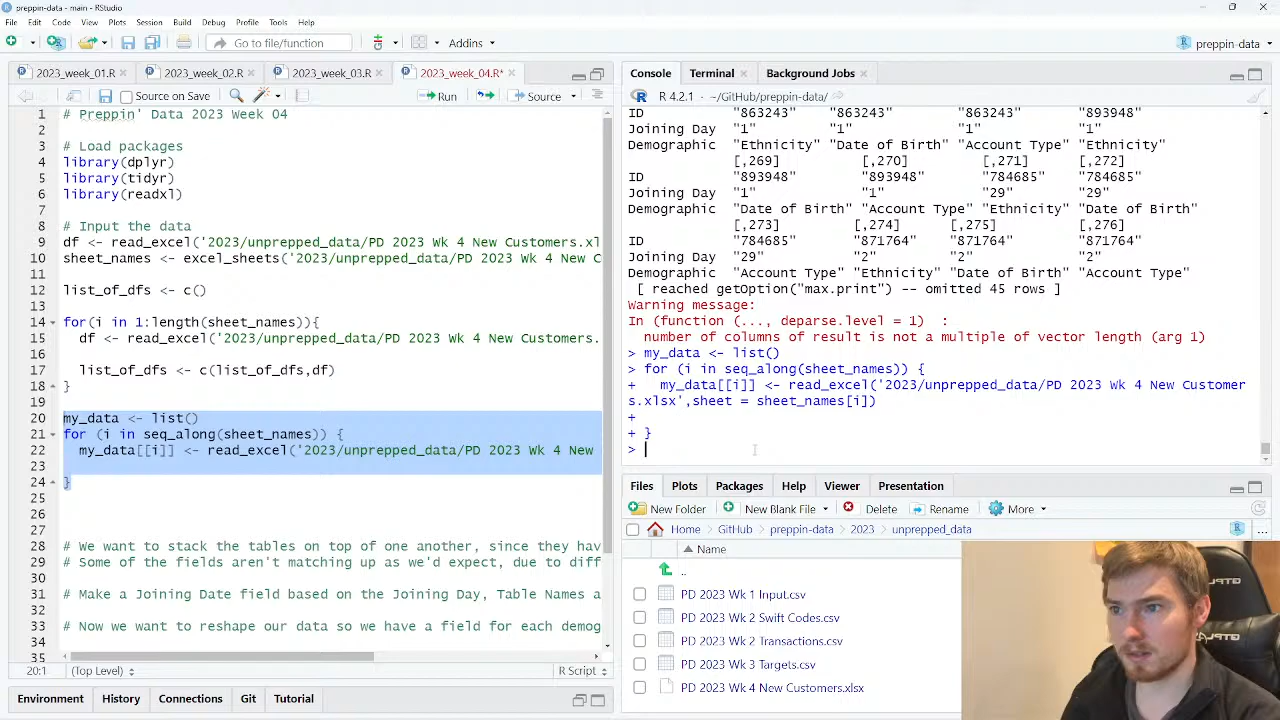 preppin-data - main - RStudio
File Edit Code View Plots Session Build Debug Profile Tools Help
Go to file/function Addins preppin-data
2023_week_01.R 2023_week_02.R 2023_week_03.R 2023_week_04.R*
Source on Save Run Source
1 # Preppin' Data 2023 Week 04
2
3 # Load packages
4 library(dplyr)
5 library(tidyr)
6 library(readxl)
7
8 # Input the data
9 df <- read_excel('2023/unprepped_data/PD 2023 Wk 4 New Customers.xl
10 sheet_names <- excel_sheets('2023/unprepped_data/PD 2023 Wk 4 New C
11
12 list_of_dfs <- c()
13
14 for(i in 1:length(sheet_names)){
15 df <- read_excel('2023/unprepped_data/PD 2023 Wk 4 New Customers.
16
17 list_of_dfs <- c(list_of_dfs,df)
18 }
19
20 my_data <- list()
21 for (i in seq_along(sheet_names)) {
22 my_data[[i]] <- read_excel('2023/unprepped_data/PD 2023 Wk 4 New
23
24 }
25
26
27
28 # We want to stack the tables on top of one another, since they hav
29 # Some of the fields aren't matching up as we'd expect, due to diff
30
31 # Make a Joining Date field based on the Joining Day, Table Names a
32
33 # Now we want to reshape our data so we have a field for each demog
34
35
20:1 (Top Level) R Script
Environment History Connections Git Tutorial
Console Terminal Background Jobs
R 4.2.1 · ~/GitHub/preppin-data/
ID "863243" "863243" "863243" "893948"
Joining Day "1" "1" "1" "1"
Demographic "Ethnicity" "Date of Birth" "Account Type" "Ethnicity"
[,269] [,270] [,271] [,272]
ID "893948" "893948" "784685" "784685"
Joining Day "1" "1" "29" "29"
Demographic "Date of Birth" "Account Type" "Ethnicity" "Date of Birth"
[,273] [,274] [,275] [,276]
ID "784685" "871764" "871764" "871764"
Joining Day "29" "2" "2" "2"
Demographic "Account Type" "Ethnicity" "Date of Birth" "Account Type"
[ reached getOption("max.print") -- omitted 45 rows ]
Warning message:
In (function (..., deparse.level = 1) :
number of columns of result is not a multiple of vector length (arg 1)
> my_data <- list()
> for (i in seq_along(sheet_names)) {
+ my_data[[i]] <- read_excel('2023/unprepped_data/PD 2023 Wk 4 New Customer
s.xlsx',sheet = sheet_names[i])
+
+ }
>
Files Plots Packages Help Viewer Presentation
New Folder New Blank File Delete Rename More
Home GitHub preppin-data 2023 unprepped_data
Name
..
PD 2023 Wk 1 Input.csv
PD 2023 Wk 2 Swift Codes.csv
PD 2023 Wk 2 Transactions.csv
PD 2023 Wk 3 Targets.csv
PD 2023 Wk 4 New Customers.xlsx